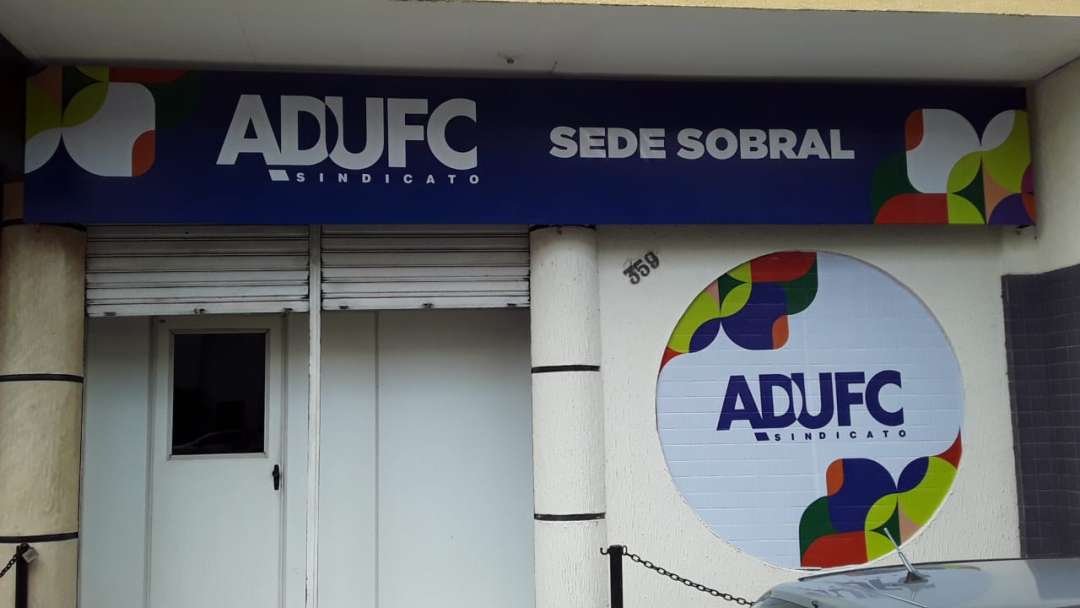 ADUFC
SINDICATO
SEDE SOBRAL
359
ADUFC
SINDICATO